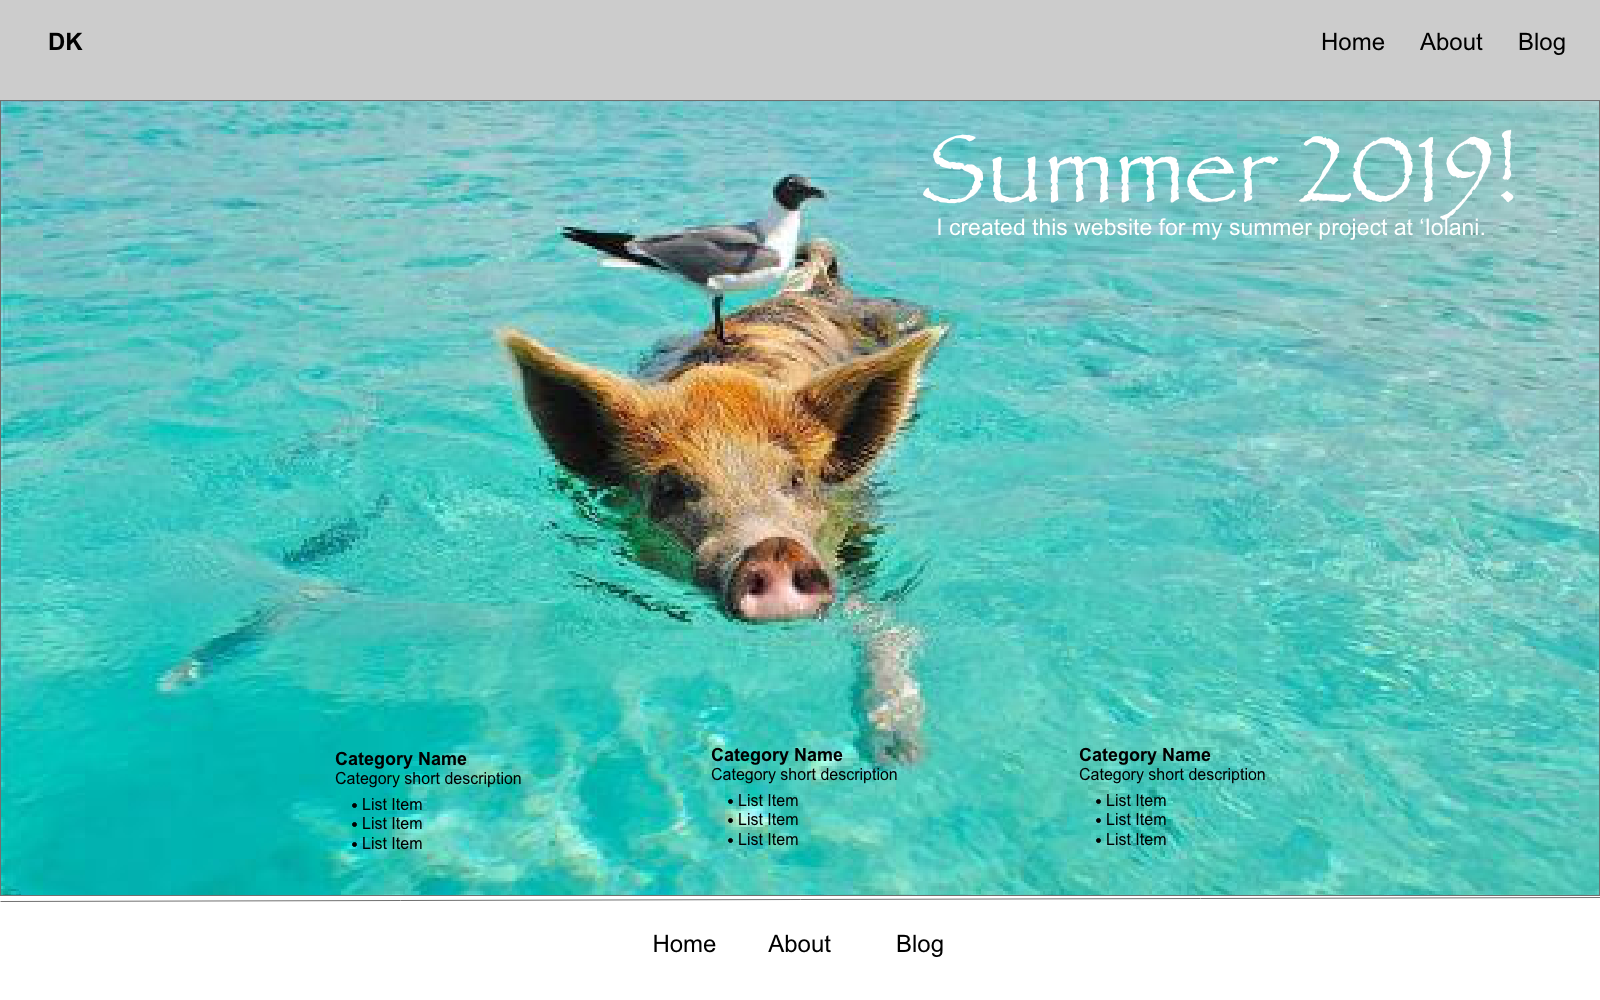 DK
Home About Blog
Summer 2019!
I created this website for my summer project at ‘Iolani.
Category Name
Category short description
• List Item
• List Item
• List Item
Category Name
Category short description
• List Item
• List Item
• List Item
Category Name
Category short description
• List Item
• List Item
• List Item
Home About Blog